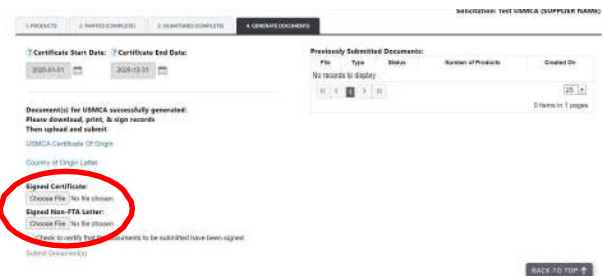 Solicitation: Test USMCA (SUPPLIER NAME)
1. PRODUCTS
2. PARTIES (COMPLETE)
3. SIGNATURES (COMPLETE)
4. GENERATE DOCUMENTS
? Certificate Start Date: ? Certificate End Date:
2020-01-01 2020-12-31
Document(s) for USMCA successfully generated:
Please download, print, & sign records
Then upload and submit
USMCA Certificate Of Origin
Country of Origin Letter
Signed Certificate:
Choose File No file chosen
Signed Non-FTA Letter:
Choose File No file chosen
Check to certify that the documents to be submitted have been signed
Submit Document(s)
Previously Submitted Documents:
File Type Status Number of Products Created On
No records to display
1
25
0 items in 1 pages
BACK TO TOP